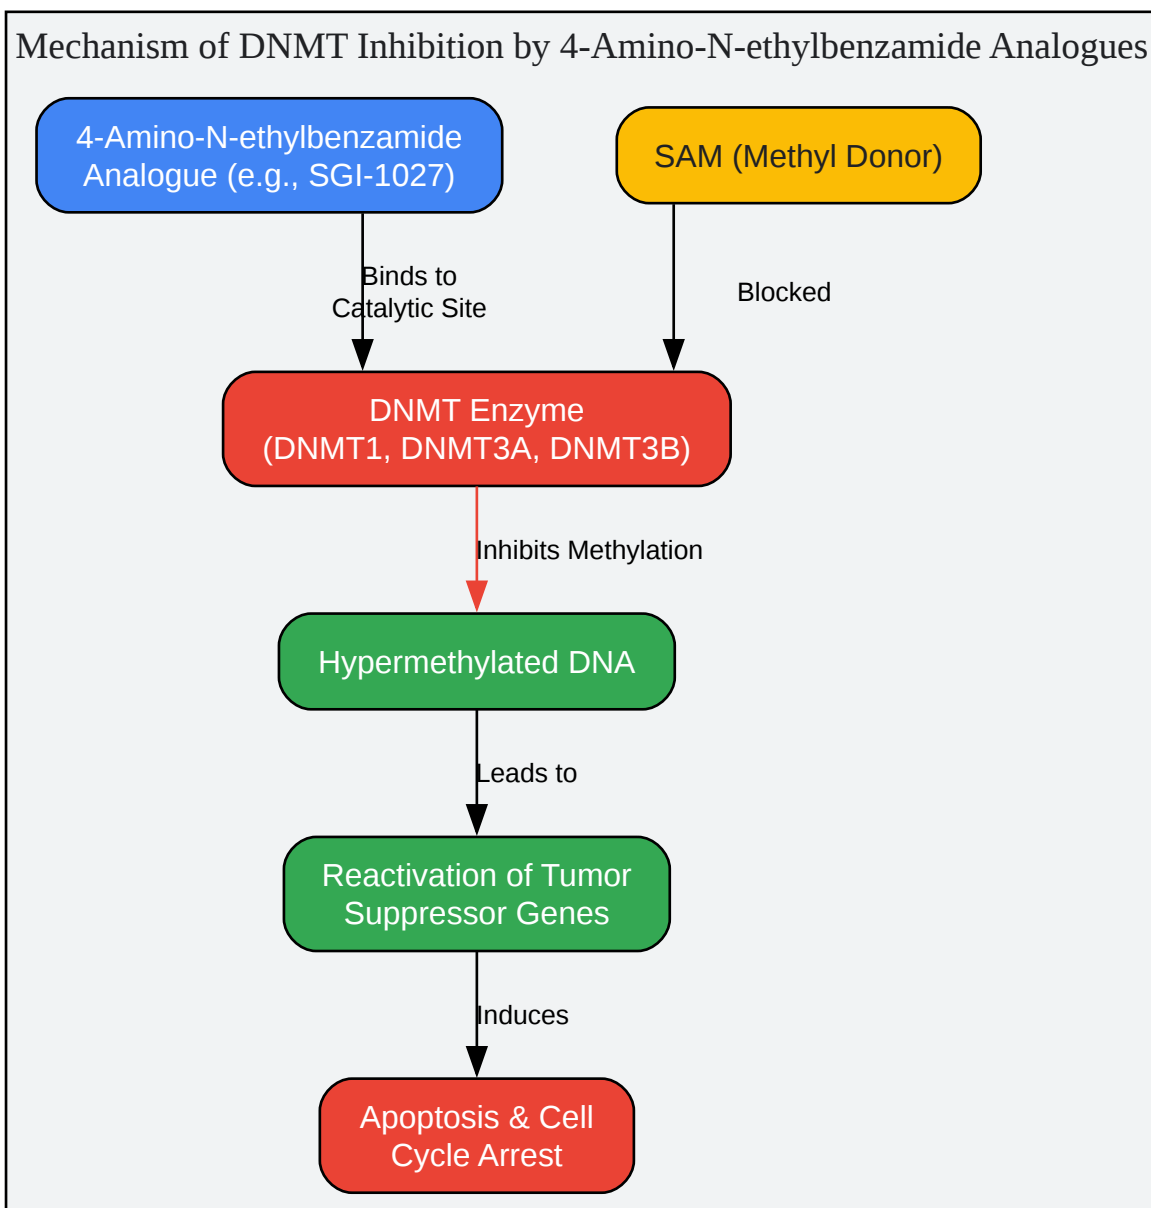 Mechanism of DNMT Inhibition by 4-Amino-N-ethylbenzamide Analogues
4-Amino-N-ethylbenzamide
Analogue (e.g., SGI-1027)
SAM (Methyl Donor)
Binds to
Catalytic Site
Blocked
DNMT Enzyme
(DNMT1, DNMT3A, DNMT3B)
Inhibits Methylation
Hypermethylated DNA
Leads to
Reactivation of Tumor
Suppressor Genes
Induces
Apoptosis & Cell
Cycle Arrest